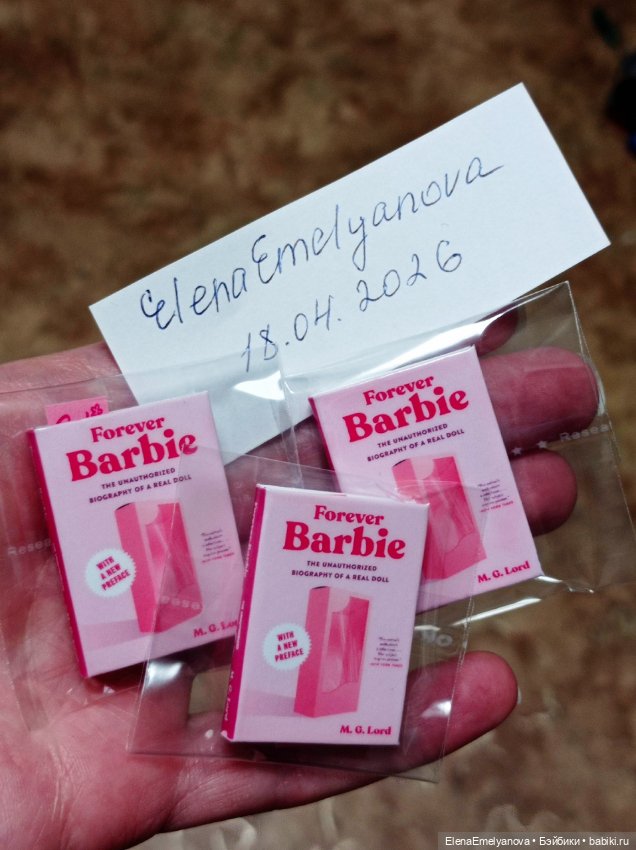 ElenaEmelyanova
18.04.2026
Forever
Barbie
THE UNAUTHORIZED
BIOGRAPHY OF A REAL DOLL
WITH
A NEW
PREFACE
M. G. Lord
Forever
Barbie
THE UNAUTHORIZED
BIOGRAPHY OF A REAL DOLL
M. G. Lord
Forever
Barbie
THE UNAUTHORIZED
BIOGRAPHY OF A REAL DOLL
WITH
A NEW
PREFACE
M. G. Lord
ElenaEmelyanova • Бэйбики • babiki.ru